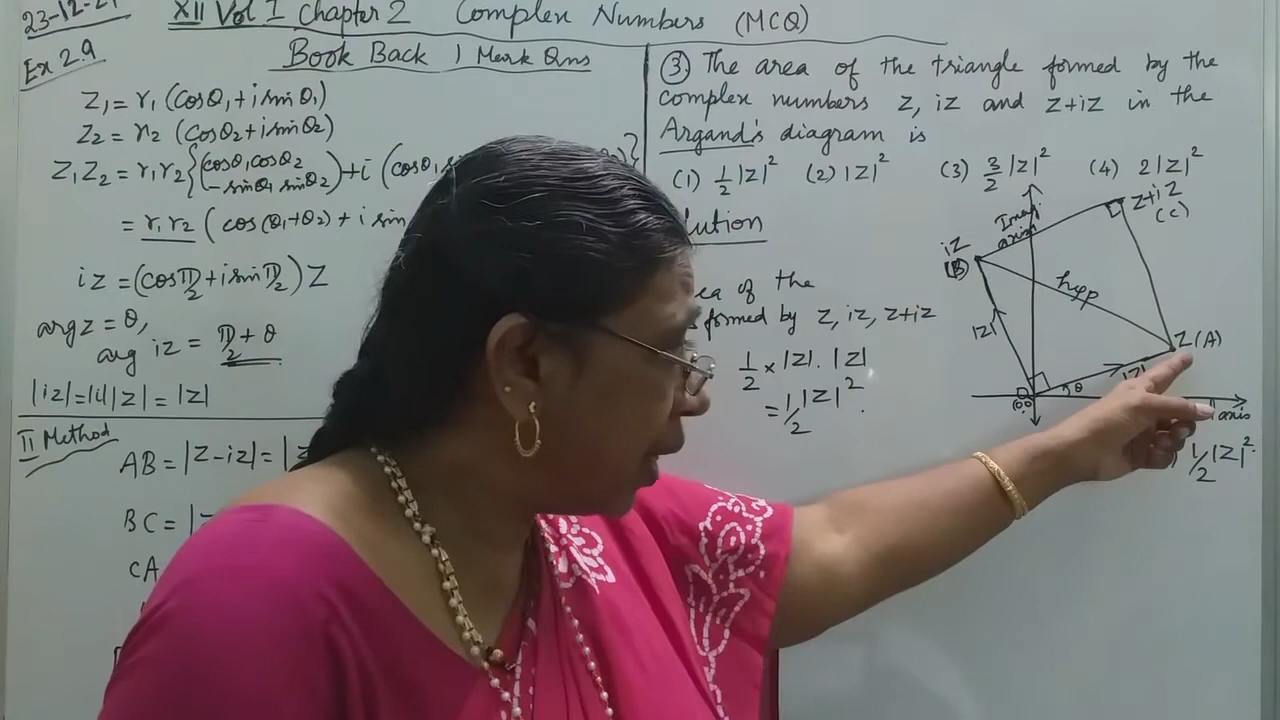 23-12-21
XII Vol I Chapter 2 Complex Numbers (MCQ)
Ex 2.9
Book Back 1 Mark Qns
Z₁ = r₁ (cosθ₁ + i sinθ₁)
Z₂ = r₂ (cosθ₂ + i sinθ₂)
Z₁Z₂ = r₁r₂ {(cosθ₁ cosθ₂ - sinθ₁ sinθ₂) + i (cosθ₁
= r₁r₂ (cos(θ₁+θ₂) + i sin
iz = (cos π/2 + i sin π/2) Z
arg z = θ,
arg iz = π/2 + θ
|iz| = |i||z| = |z|
II Method
AB = |Z - iz| = |
BC = |
CA
③ The area of the triangle formed by the
complex numbers z, iz and z+iz in the
Argand's diagram is
(1) 1/2 |z|² (2) |z|² (3) 3/2 |z|² (4) 2|z|²
of the
formed by z, iz, z+iz
1/2 × |z|. |z|
= 1/2 |z|².
axis
Z+iZ
(C)
iZ
(B)
hyp
|Z|
Z(A)
θ
axis
1/2 |z|².